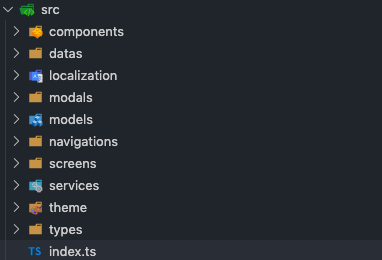 src
components
datas
localization
modals
models
navigations
screens
services
theme
types
TS index.ts